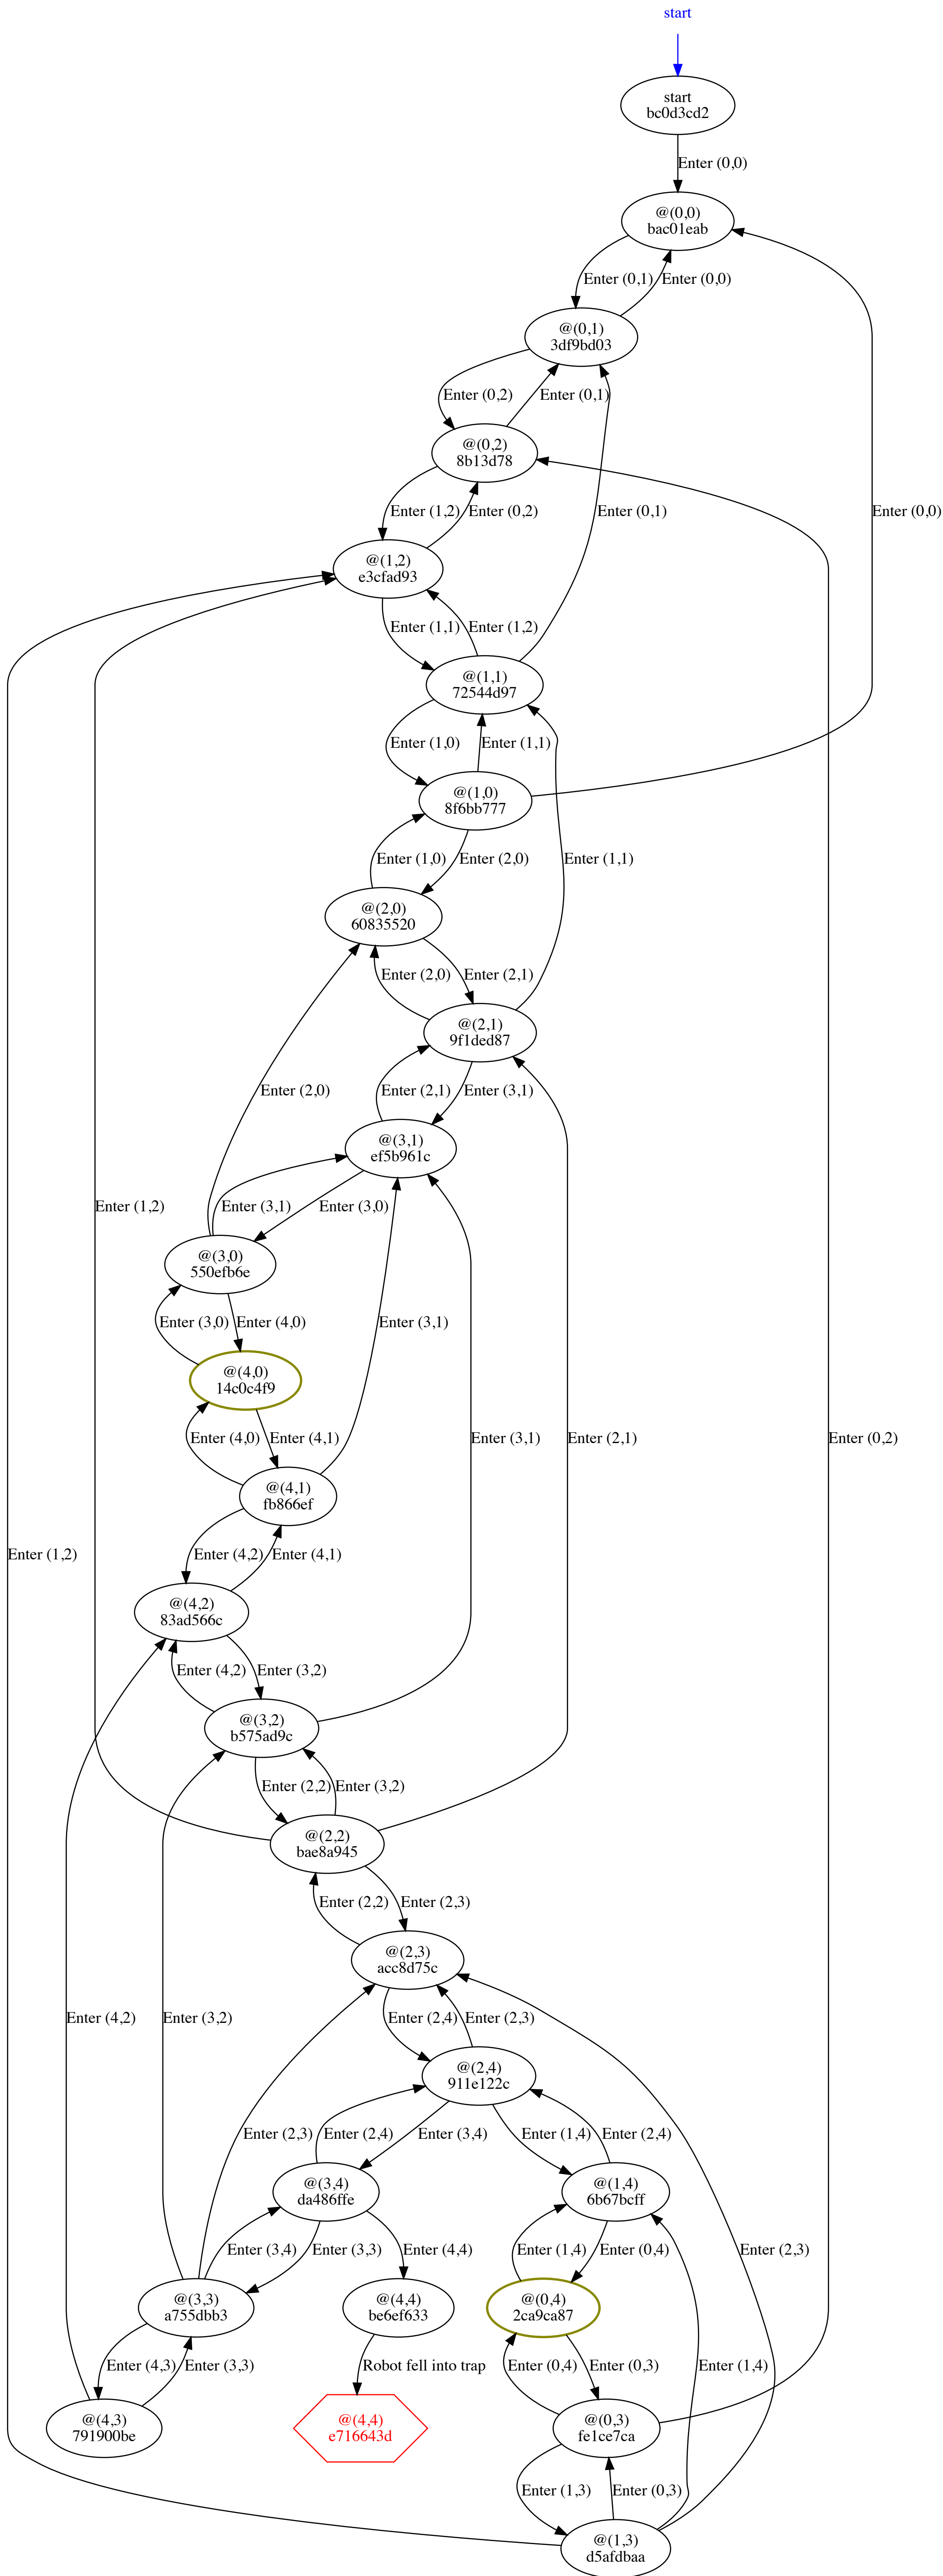 start
start
bc0d3cd2
Enter (0,0)
@(0,0)
bac01eab
Enter (0,1)
Enter (0,0)
@(0,1)
3df9bd03
Enter (0,2)
Enter (0,1)
@(0,2)
8b13d78
Enter (1,2)
Enter (0,2)
Enter (0,1)
Enter (0,0)
@(1,2)
e3cfad93
Enter (1,1)
Enter (1,2)
@(1,1)
72544d97
Enter (1,0)
Enter (1,1)
@(1,0)
8f6bb777
Enter (1,0)
Enter (2,0)
Enter (1,1)
@(2,0)
60835520
Enter (2,0)
Enter (2,1)
@(2,1)
9f1ded87
Enter (2,0)
Enter (2,1)
Enter (3,1)
@(3,1)
ef5b961c
Enter (1,2)
Enter (3,1)
Enter (3,0)
@(3,0)
550efb6e
Enter (3,0)
Enter (4,0)
Enter (3,1)
@(4,0)
14c0c4f9
Enter (4,0)
Enter (4,1)
Enter (3,1)
Enter (2,1)
Enter (0,2)
@(4,1)
fb866ef
Enter (1,2)
Enter (4,2)
Enter (4,1)
@(4,2)
83ad566c
Enter (4,2)
Enter (3,2)
@(3,2)
b575ad9c
Enter (2,2)
Enter (3,2)
@(2,2)
bae8a945
Enter (2,2)
Enter (2,3)
@(2,3)
acc8d75c
Enter (4,2)
Enter (3,2)
Enter (2,4)
Enter (2,3)
@(2,4)
911e122c
Enter (2,3)
Enter (2,4)
Enter (3,4)
Enter (1,4)
Enter (2,4)
@(3,4)
da486ffe
@(1,4)
6b67bcff
Enter (3,4)
Enter (3,3)
Enter (4,4)
Enter (1,4)
Enter (0,4)
Enter (2,3)
@(3,3)
a755dbb3
@(4,4)
be6ef633
@(0,4)
2ca9ca87
Enter (4,3)
Enter (3,3)
Robot fell into trap
Enter (0,4)
Enter (0,3)
Enter (1,4)
@(4,3)
791900be
@(4,4)
e716643d
@(0,3)
fe1ce7ca
Enter (1,3)
Enter (0,3)
@(1,3)
d5afdbaa